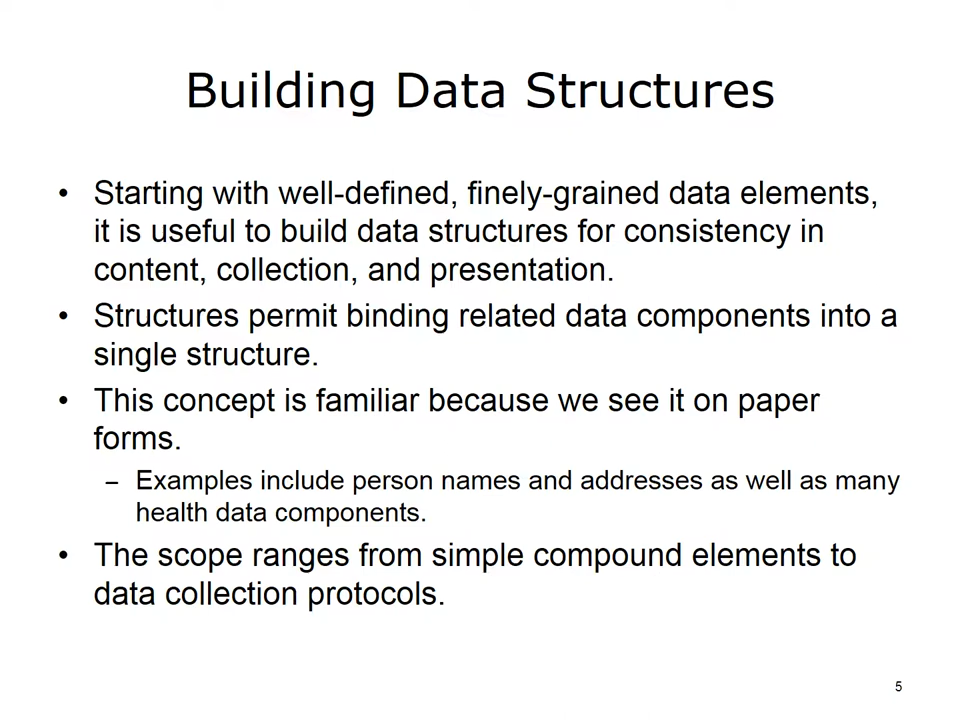 Building Data Structures
• Starting with well-defined, finely-grained data elements,
it is useful to build data structures for consistency in
content, collection, and presentation.
• Structures permit binding related data components into a
single structure.
• This concept is familiar because we see it on paper
forms.
– Examples include person names and addresses as well as many
health data components.
• The scope ranges from simple compound elements to
data collection protocols.
5